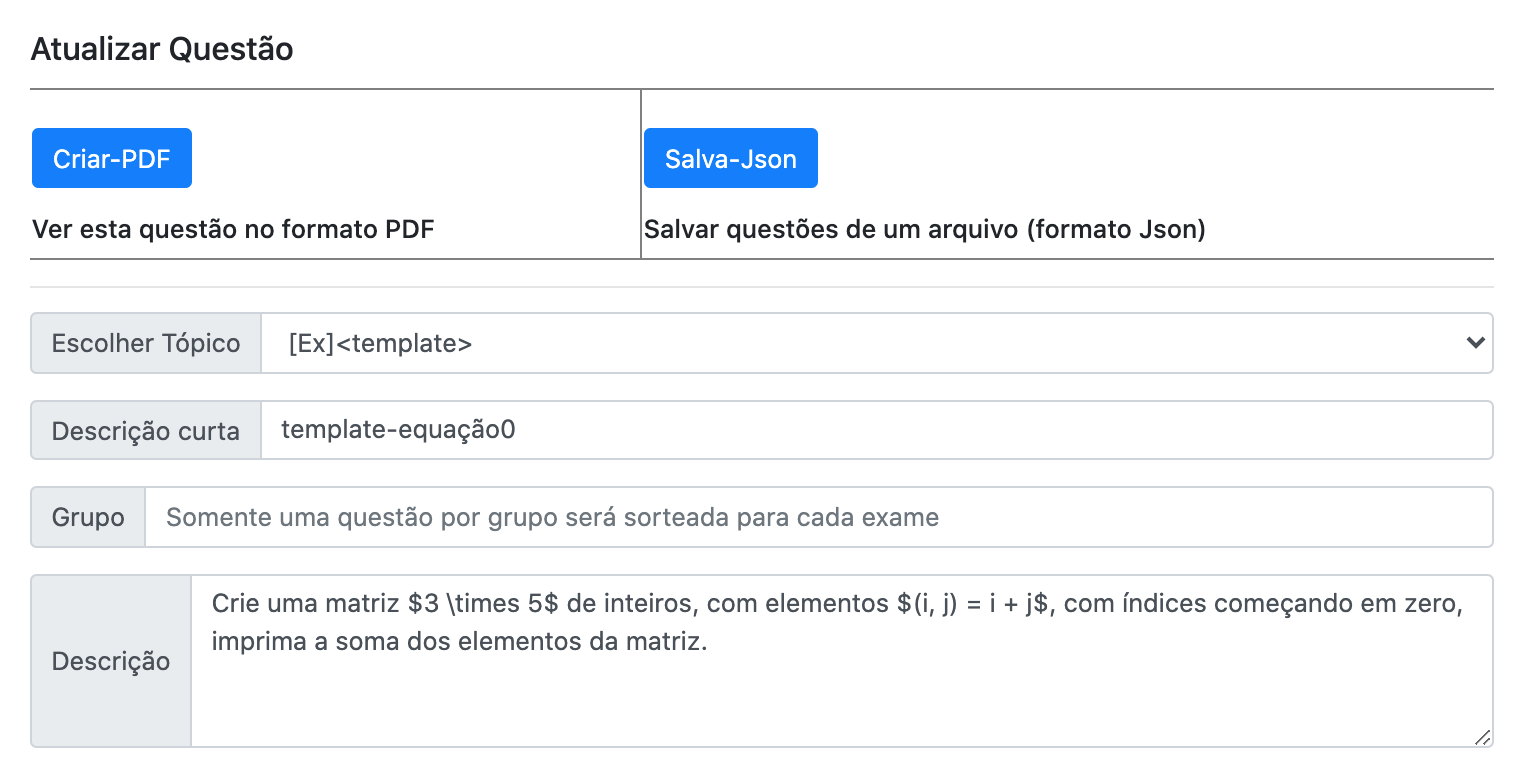 Atualizar Questão
Criar-PDF
Ver esta questão no formato PDF
Salva-Json
Salvar questões de um arquivo (formato Json)
Escolher Tópico [Ex]<template>
Descrição curta template-equação0
Grupo Somente uma questão por grupo será sorteada para cada exame
Descrição
Crie uma matriz $3 \times 5$ de inteiros, com elementos $(i, j) = i + j$, com índices começando em zero,
imprima a soma dos elementos da matriz.